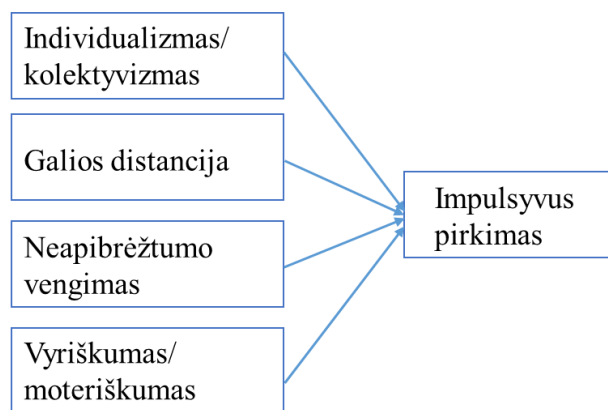 Individualizmas/
kolektyvizmas
Galios distancija
Neapibrėžtumo
vengimas
Vyriškumas/
moteriškumas
Impulsyvus
pirkimas